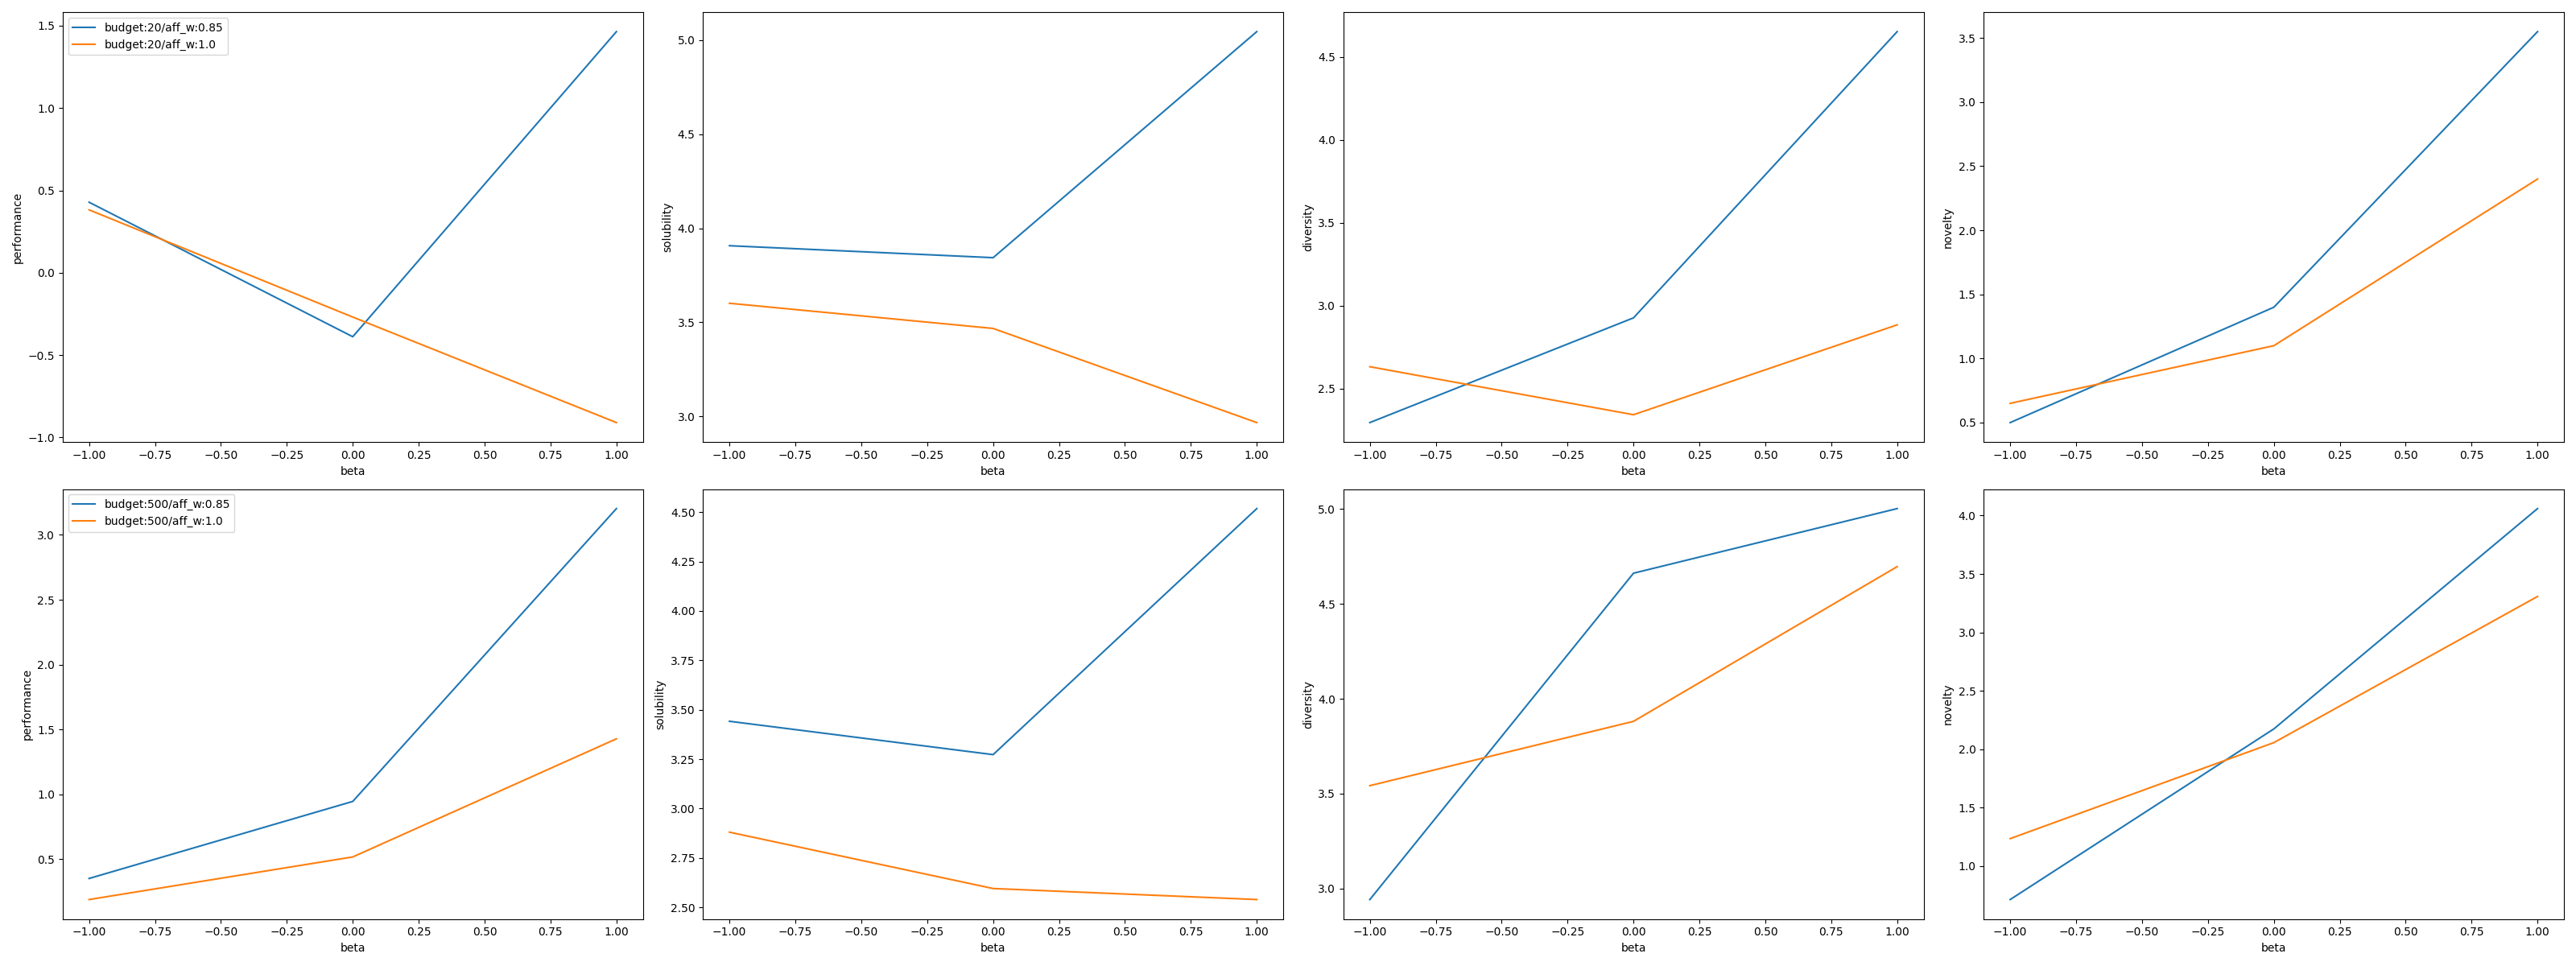 budget:20/aff_w:0.85
budget:20/aff_w:1.0
performance
1.5
1.0
0.5
0.0
−0.5
−1.0
−1.00 −0.75 −0.50 −0.25 0.00 0.25 0.50 0.75 1.00
beta
solubility
5.0
4.5
4.0
3.5
3.0
−1.00 −0.75 −0.50 −0.25 0.00 0.25 0.50 0.75 1.00
beta
diversity
4.5
4.0
3.5
3.0
2.5
−1.00 −0.75 −0.50 −0.25 0.00 0.25 0.50 0.75 1.00
beta
novelty
3.5
3.0
2.5
2.0
1.5
1.0
0.5
−1.00 −0.75 −0.50 −0.25 0.00 0.25 0.50 0.75 1.00
beta
budget:500/aff_w:0.85
budget:500/aff_w:1.0
performance
3.0
2.5
2.0
1.5
1.0
0.5
−1.00 −0.75 −0.50 −0.25 0.00 0.25 0.50 0.75 1.00
beta
solubility
4.50
4.25
4.00
3.75
3.50
3.25
3.00
2.75
2.50
−1.00 −0.75 −0.50 −0.25 0.00 0.25 0.50 0.75 1.00
beta
diversity
5.0
4.5
4.0
3.5
3.0
−1.00 −0.75 −0.50 −0.25 0.00 0.25 0.50 0.75 1.00
beta
novelty
4.0
3.5
3.0
2.5
2.0
1.5
1.0
−1.00 −0.75 −0.50 −0.25 0.00 0.25 0.50 0.75 1.00
beta